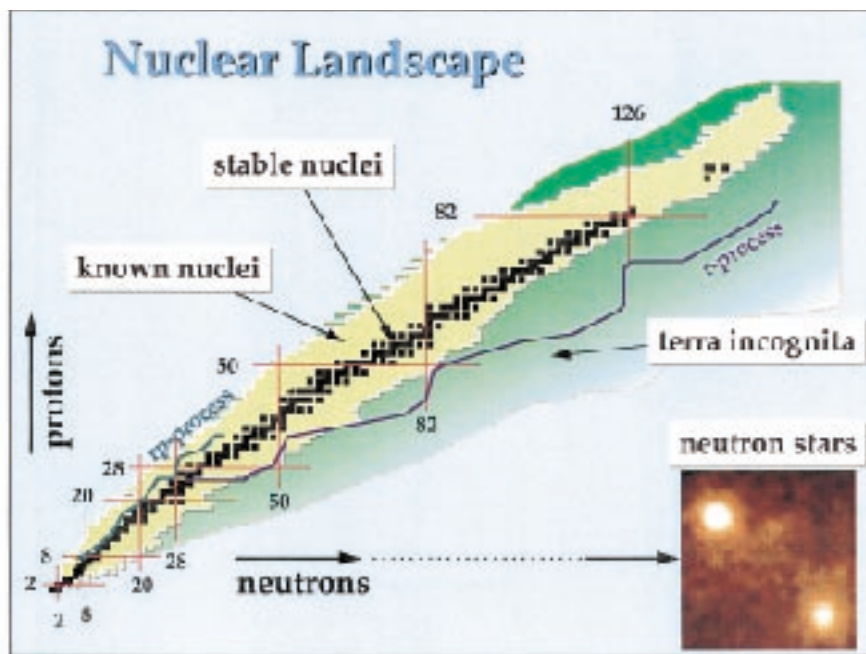 Nuclear Landscape
126
stable nuclei
82
known nuclei
r-process
terra incognita
50
protons
82
rp-process
neutron stars
28
20
50
8
28
2
20
neutrons
2
8